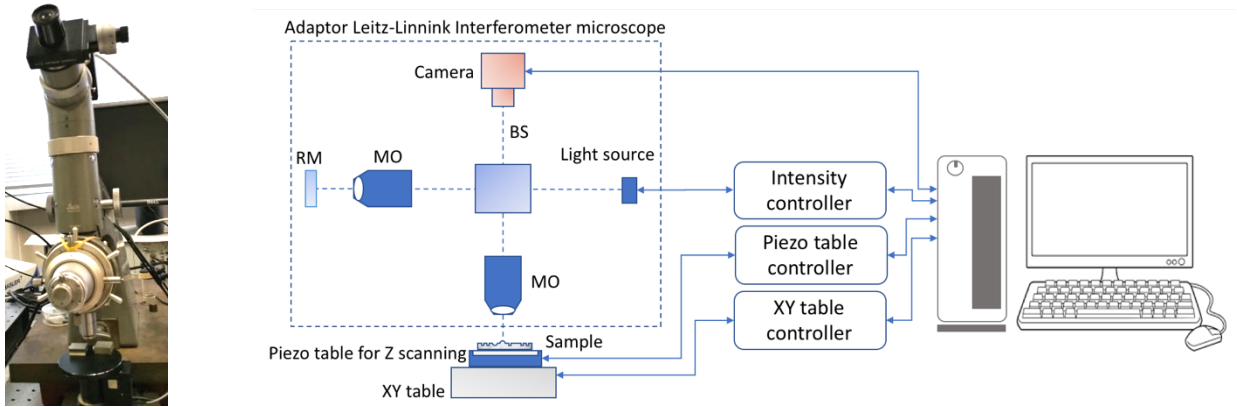 Adaptor Leitz-Linnink Interferometer microscope
Camera
BS
RM
MO
Light source
Intensity
controller
Piezo table
controller
MO
XY table
controller
Sample
Piezo table for Z scanning
XY table